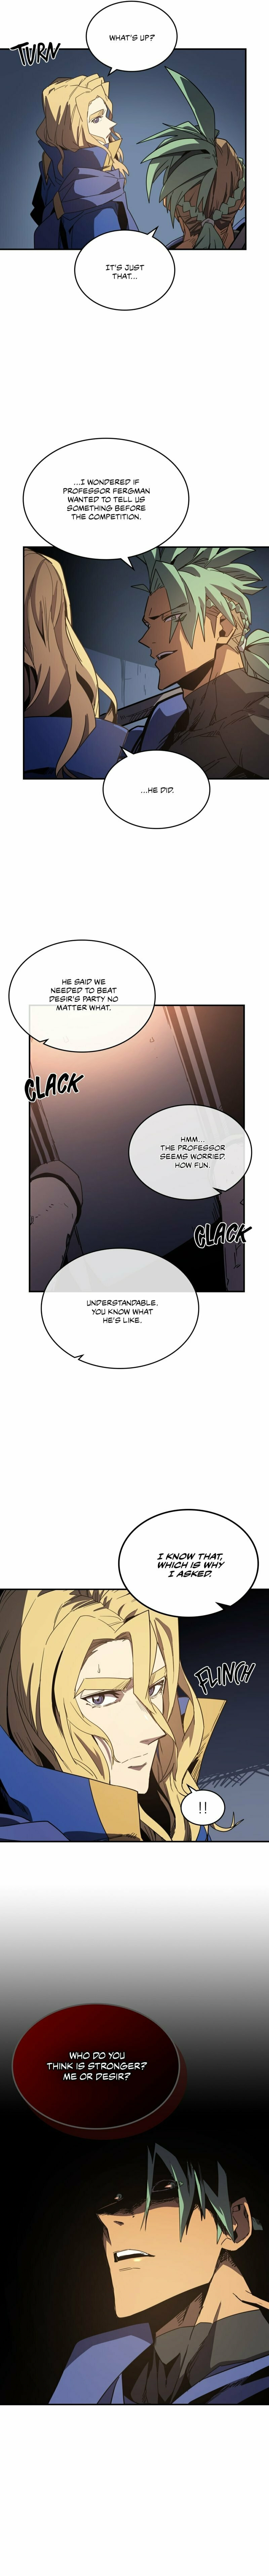 WHAT'S UP?
TURN
IT'S JUST
THAT...
...I WONDERED IF
PROFESSOR FERGMAN
WANTED TO TELL US
SOMETHING BEFORE
THE COMPETITION.
...HE DID.
HE SAID WE
NEEDED TO BEAT
DESIR'S PARTY NO
MATTER WHAT.
CLACK
HMM...
THE PROFESSOR
SEEMS WORRIED.
HOW FUN.
CLACK
UNDERSTANDABLE.
YOU KNOW WHAT
HE'S LIKE.
I KNOW THAT,
WHICH IS WHY
I ASKED.
FLINCH
!!
WHO DO YOU
THINK IS STRONGER?
ME OR DESIR?